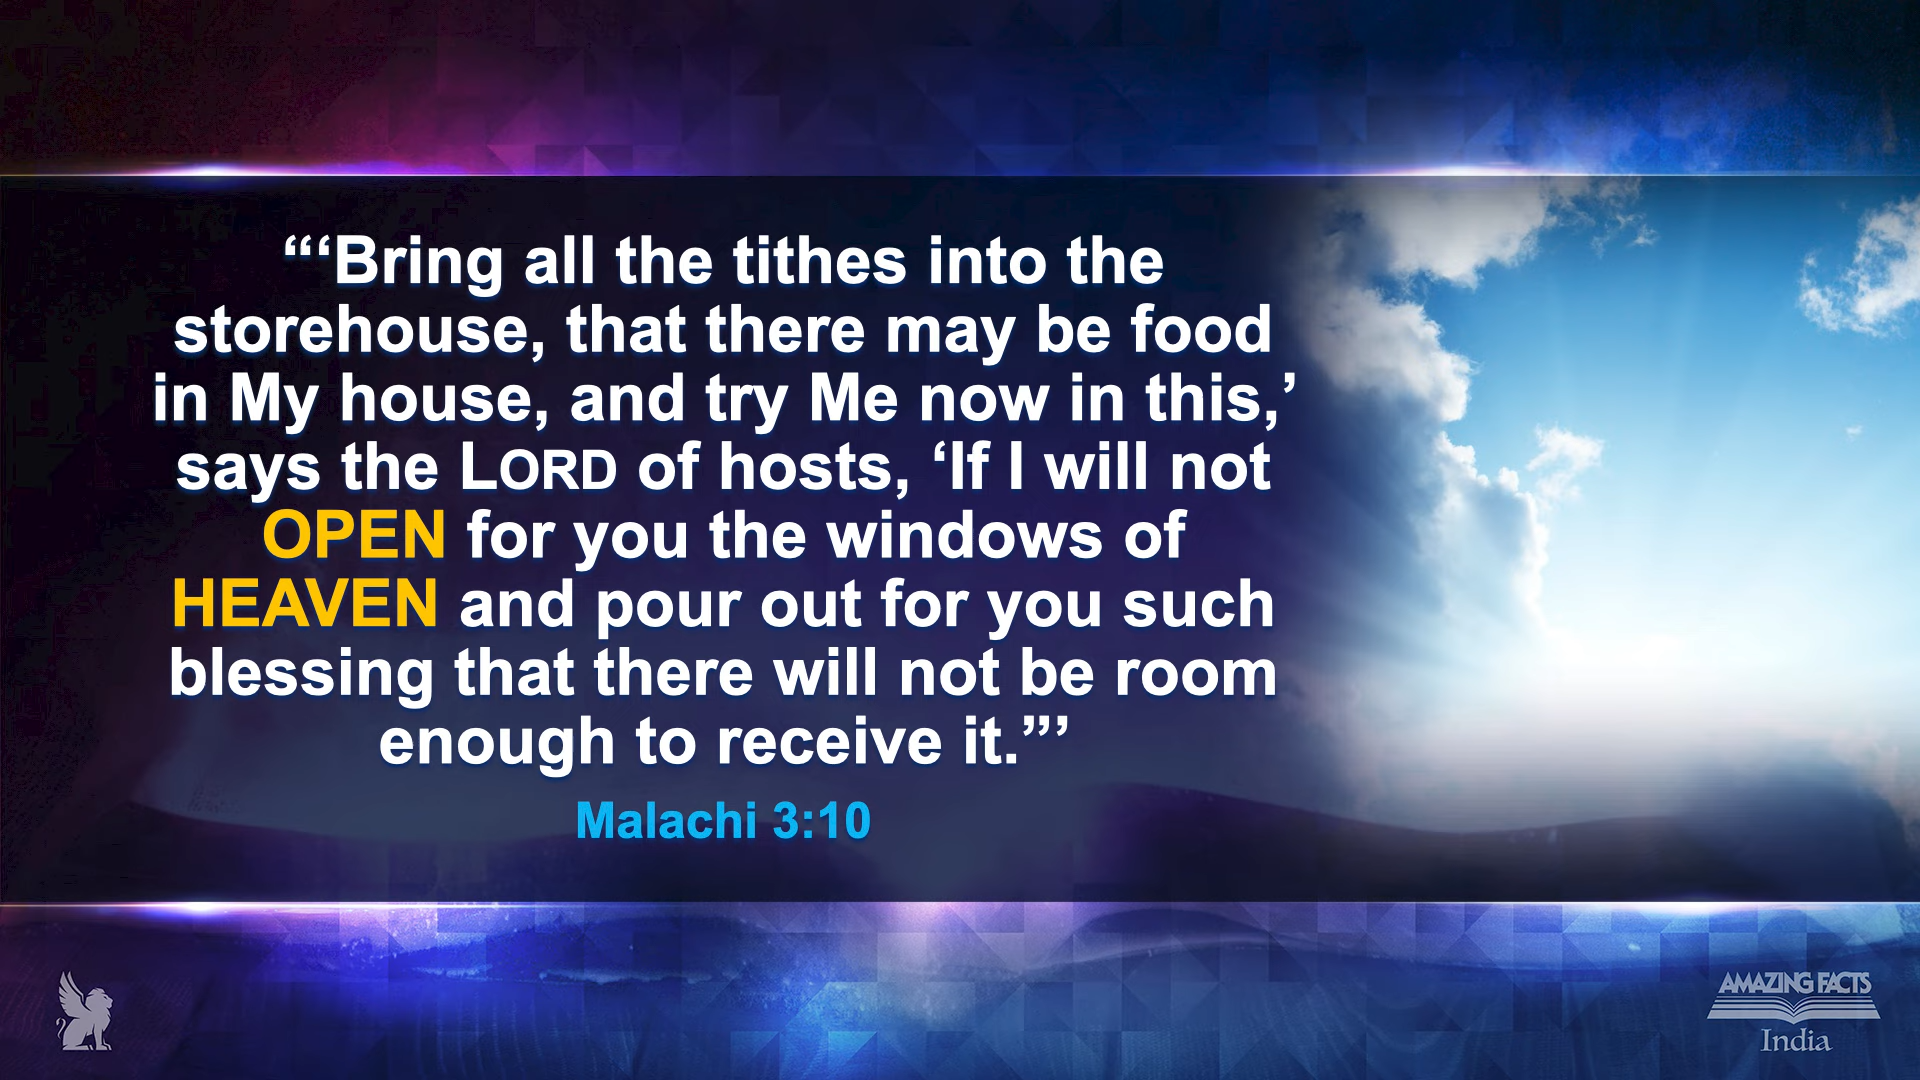 “‘Bring all the tithes into the
storehouse, that there may be food
in My house, and try Me now in this,’
says the LORD of hosts, ‘If I will not
OPEN for you the windows of
HEAVEN and pour out for you such
blessing that there will not be room
enough to receive it.”’
Malachi 3:10
AMAZING FACTS
India